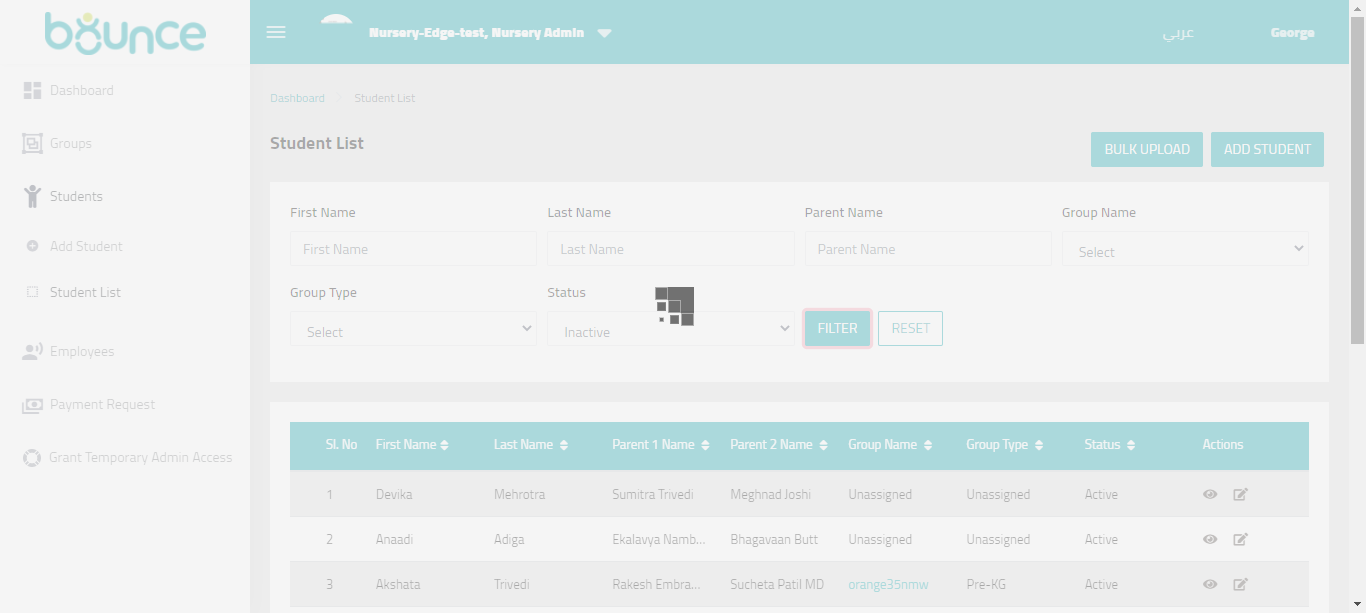 bounce
Nursery-Edge-test, Nursery Admin
عربي
George
Dashboard
Groups
Students
Add Student
Student List
Employees
Payment Request
Grant Temporary Admin Access
Dashboard
Student List
Student List
BULK UPLOAD
ADD STUDENT
First Name
Last Name
Parent Name
Group Name
First Name
Last Name
Parent Name
Select
Group Type
Status
Select
Inactive
FILTER
RESET
Sl. No First Name Last Name Parent 1 Name Parent 2 Name Group Name Group Type Status Actions
1 Devika Mehrotra Sumitra Trivedi Meghnad Joshi Unassigned Unassigned Active
2 Anaadi Adiga Ekalavya Namb... Bhagavaan Butt Unassigned Unassigned Active
3 Akshata Trivedi Rakesh Embra... Sucheta Patil MD orange35nmw Pre-KG Active